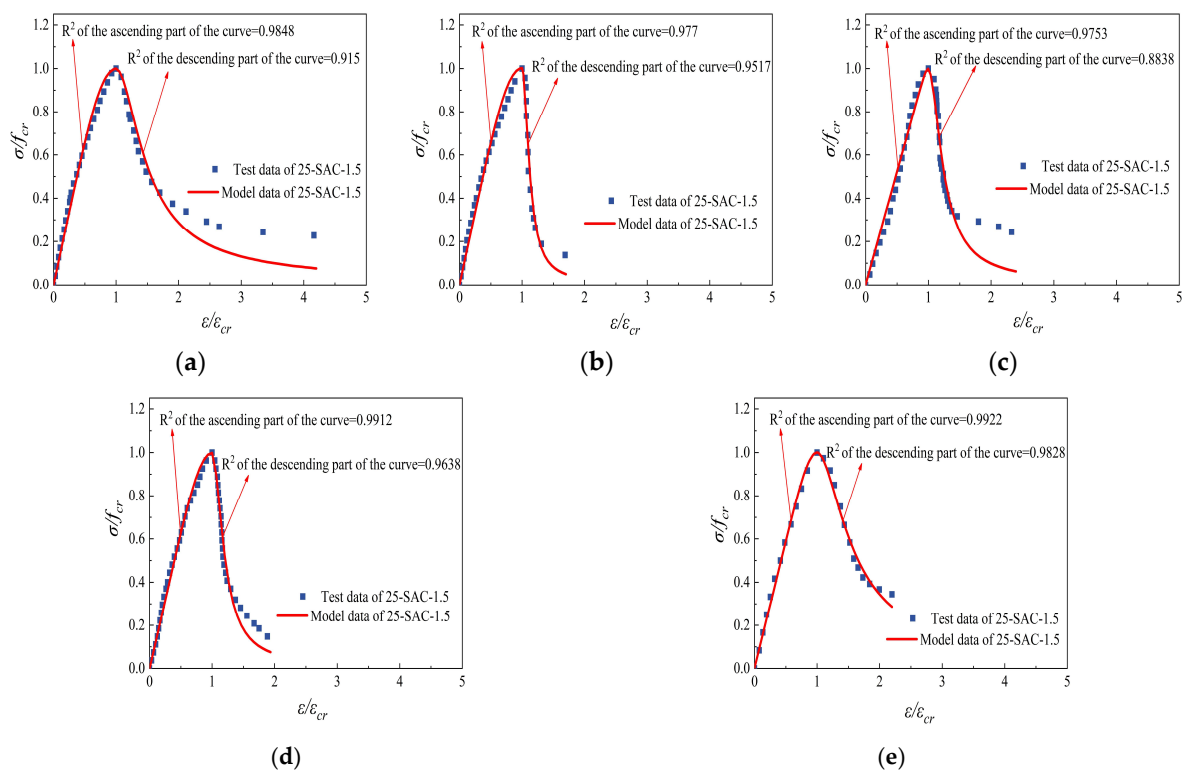 R² of the ascending part of the curve=0.9848
R² of the descending part of the curve=0.915
σ/f_cr
1.2
1.0
0.8
0.6
0.4
0.2
0.0
Test data of 25-SAC-1.5
Model data of 25-SAC-1.5
0 1 2 3 4 5
ε/ε_cr
(a)
R² of the ascending part of the curve=0.977
R² of the descending part of the curve=0.9517
σ/f_cr
1.2
1.0
0.8
0.6
0.4
0.2
0.0
Test data of 25-SAC-1.5
Model data of 25-SAC-1.5
0 1 2 3 4 5
ε/ε_cr
(b)
R² of the ascending part of the curve=0.9753
R² of the descending part of the curve=0.8838
σ/f_cr
1.2
1.0
0.8
0.6
0.4
0.2
0.0
Test data of 25-SAC-1.5
Model data of 25-SAC-1.5
0 1 2 3 4 5
ε/ε_cr
(c)
R² of the ascending part of the curve=0.9912
R² of the descending part of the curve=0.9638
σ/f_cr
1.2
1.0
0.8
0.6
0.4
0.2
0.0
Test data of 25-SAC-1.5
Model data of 25-SAC-1.5
0 1 2 3 4 5
ε/ε_cr
(d)
R² of the ascending part of the curve=0.9922
R² of the descending part of the curve=0.9828
σ/f_cr
1.2
1.0
0.8
0.6
0.4
0.2
0.0
Test data of 25-SAC-1.5
Model data of 25-SAC-1.5
0 1 2 3 4 5
ε/ε_cr
(e)